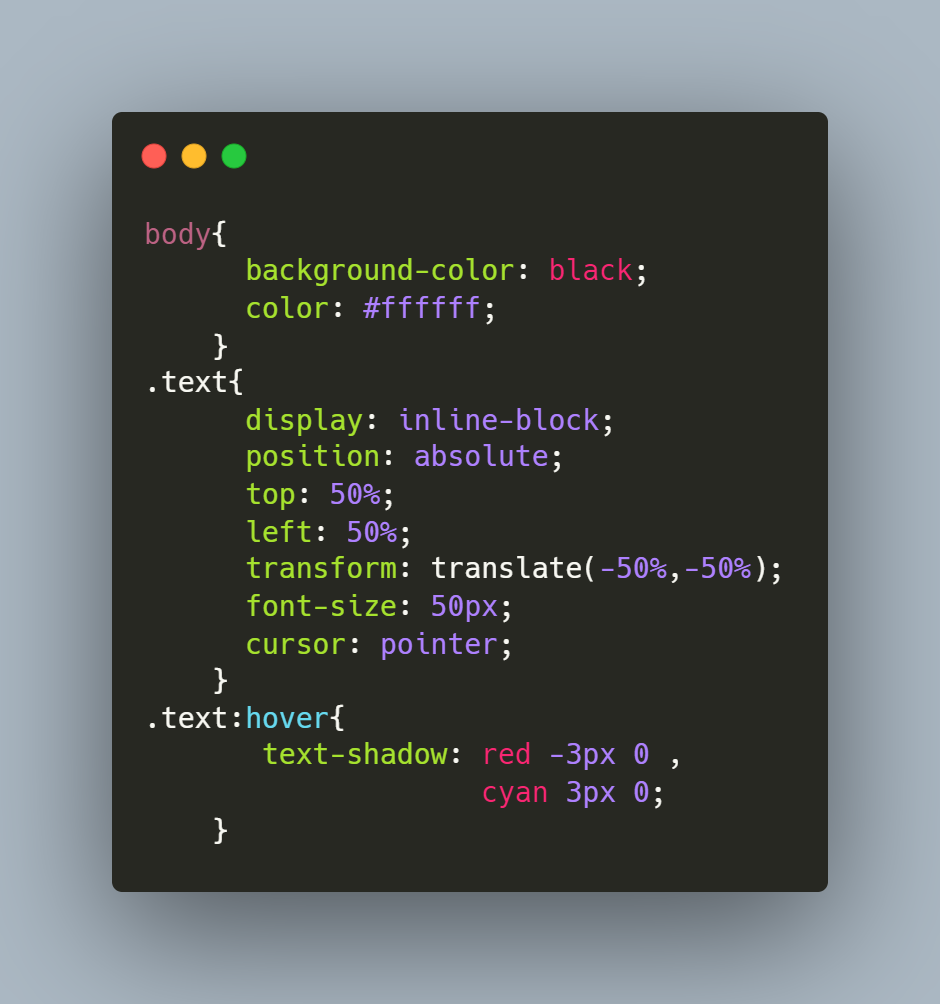 body{
      background-color: black;
      color: #ffffff;
    }
.text{
      display: inline-block;
      position: absolute;
      top: 50%;
      left: 50%;
      transform: translate(-50%,-50%);
      font-size: 50px;
      cursor: pointer;
    }
.text:hover{
       text-shadow: red -3px 0 ,
                    cyan 3px 0;
    }